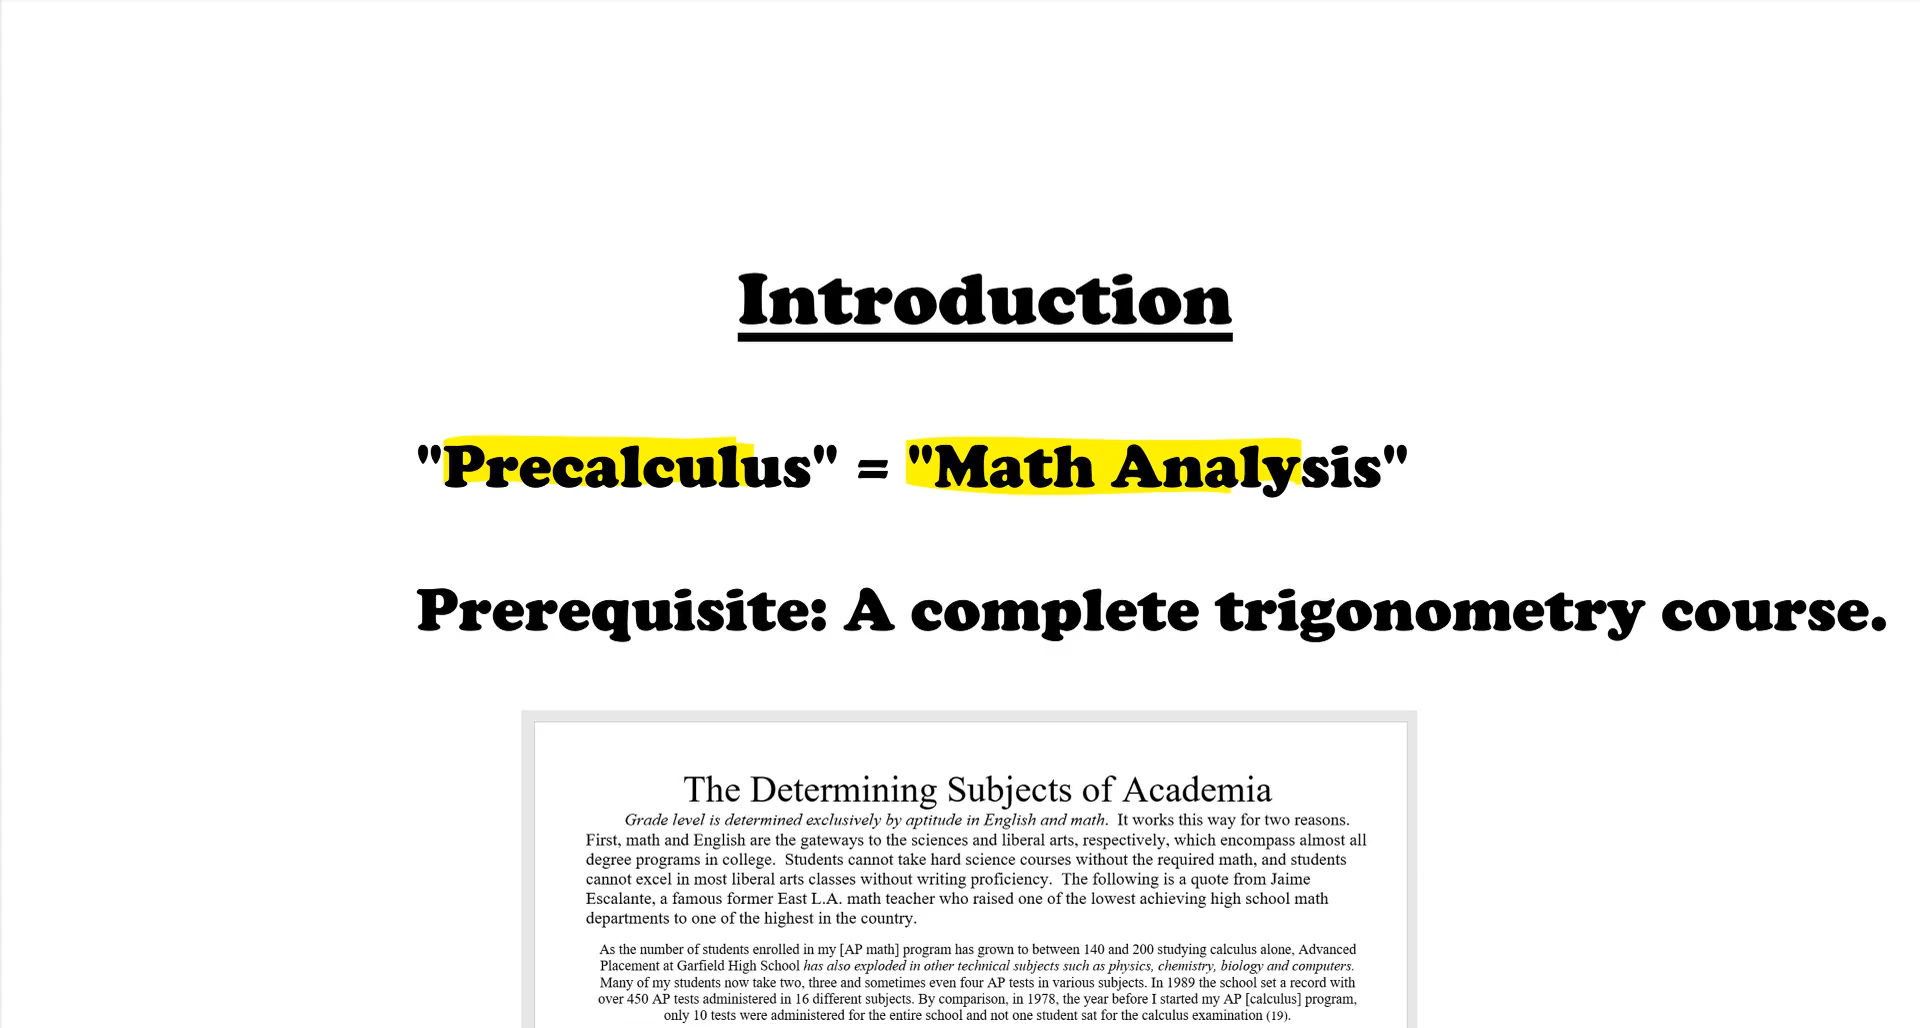 Introduction
"Precalculus" = "Math Analysis"
Prerequisite: A complete trigonometry course.
The Determining Subjects of Academia
Grade level is determined exclusively by aptitude in English and math.  It works this way for two reasons.
First, math and English are the gateways to the sciences and liberal arts, respectively, which encompass almost all
degree programs in college.  Students cannot take hard science courses without the required math, and students
cannot excel in most liberal arts classes without writing proficiency.  The following is a quote from Jaime
Escalante, a famous former East L.A. math teacher who raised one of the lowest achieving high school math
departments to one of the highest in the country.
As the number of students enrolled in my [AP math] program has grown to between 140 and 200 studying calculus alone, Advanced
Placement at Garfield High School has also exploded in other technical subjects such as physics, chemistry, biology and computers.
Many of my students now take two, three and sometimes even four AP tests in various subjects. In 1989 the school set a record with
over 450 AP tests administered in 16 different subjects. By comparison, in 1978, the year before I started my AP [calculus] program,
only 10 tests were administered for the entire school and not one student sat for the calculus examination (19).